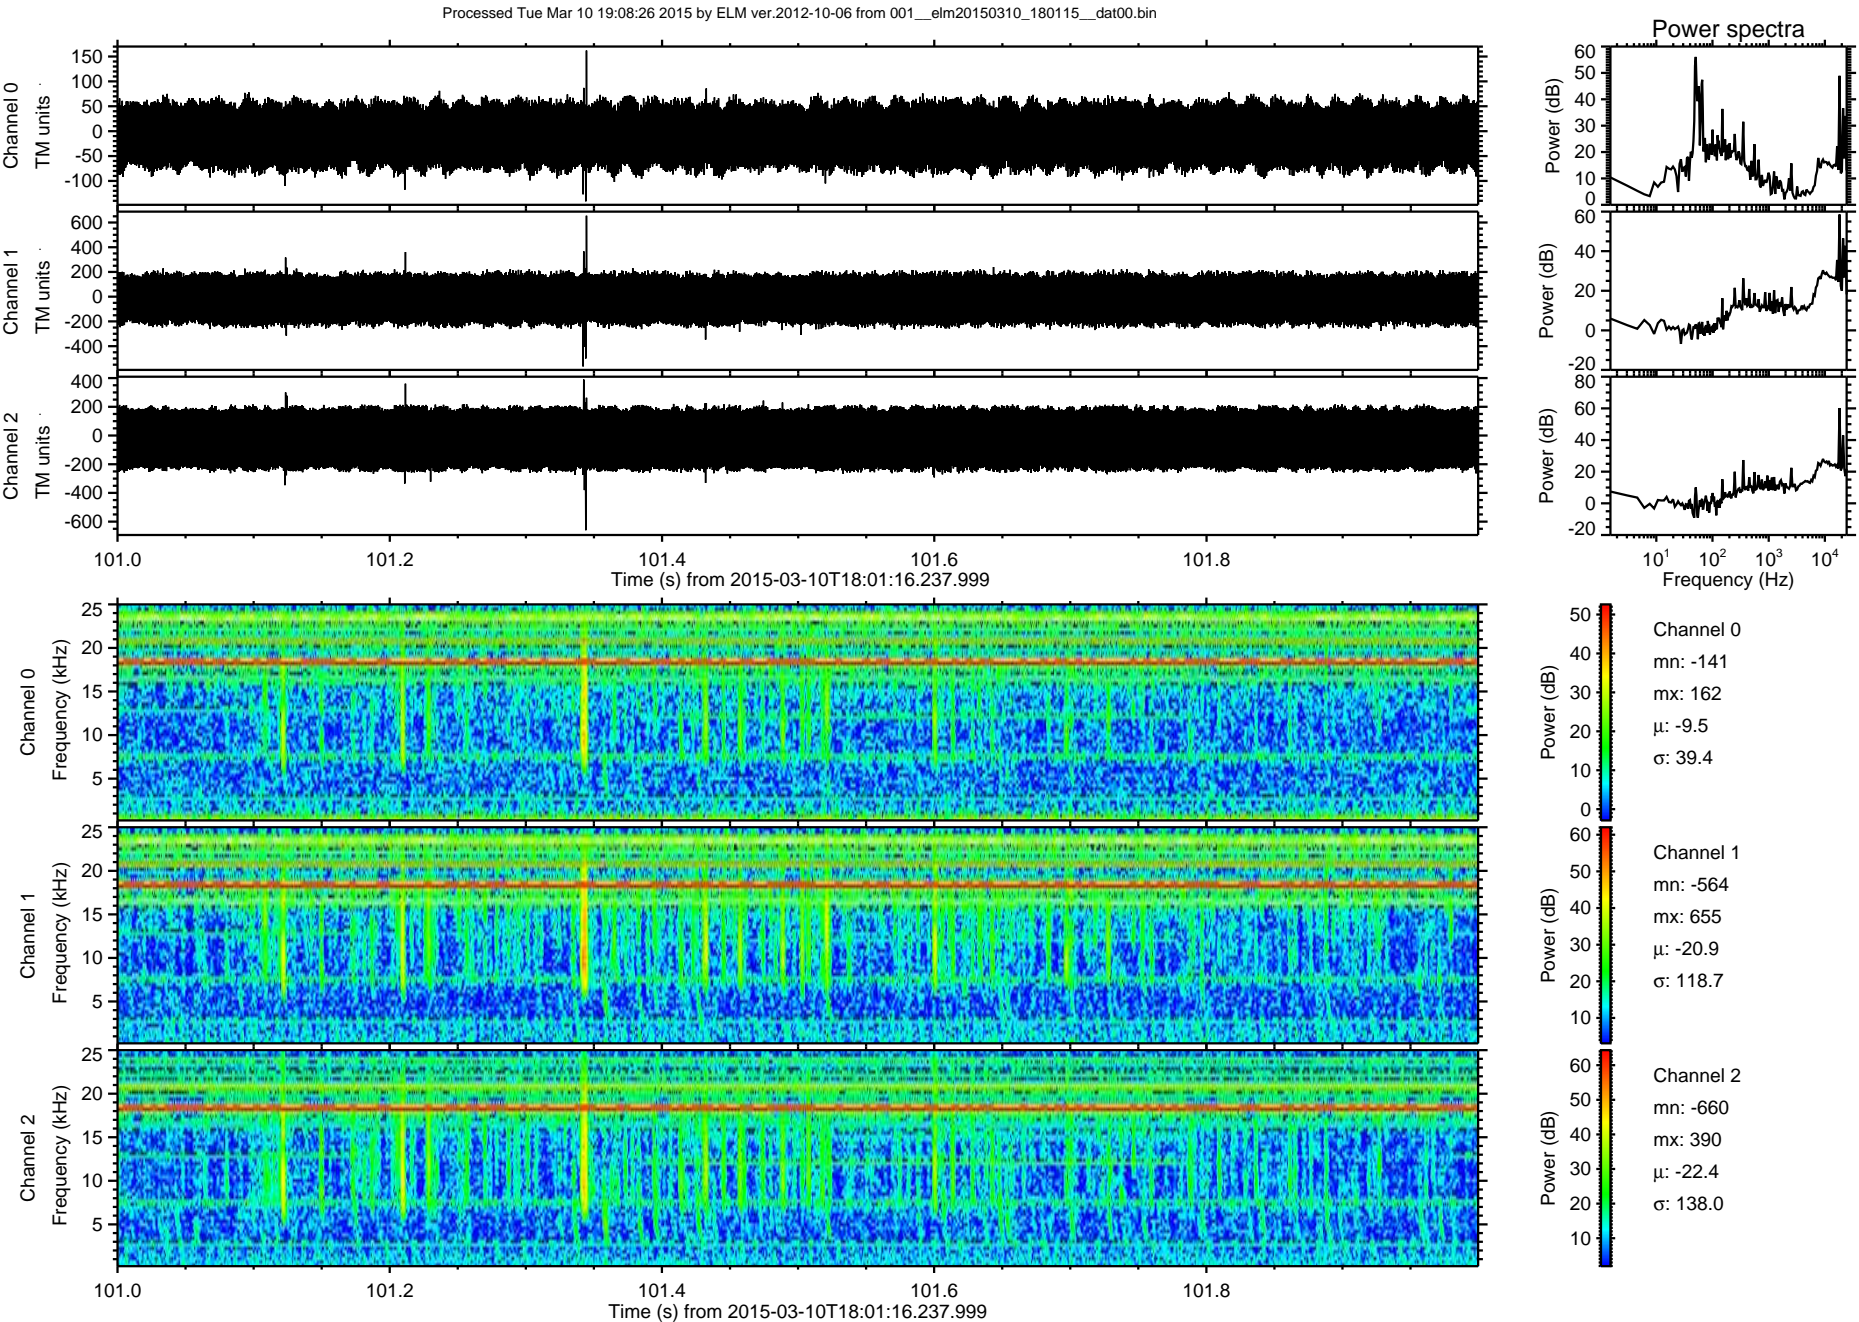 Processed Tue Mar 10 19:08:26 2015 by ELM ver.2012-10-06 from 001__elm20150310_180115__dat00.bin
Power spectra
Channel 0
TM units
150
100
50
0
-50
-100
Power (dB)
60
50
40
30
20
10
0
Channel 1
TM units
600
400
200
0
-200
-400
Power (dB)
60
40
20
0
-20
Channel 2
TM units
400
200
0
-200
-400
-600
Power (dB)
80
60
40
20
0
-20
101.0 101.2 101.4 101.6 101.8
Time (s) from 2015-03-10T18:01:16.237.999
10^1 10^2 10^3 10^4
Frequency (Hz)
Channel 0
Frequency (kHz)
25
20
15
10
5
Power (dB)
50
40
30
20
10
0
Channel 0
mn: -141
mx: 162
μ: -9.5
σ: 39.4
Channel 1
Frequency (kHz)
25
20
15
10
5
Power (dB)
60
50
40
30
20
10
Channel 1
mn: -564
mx: 655
μ: -20.9
σ: 118.7
Channel 2
Frequency (kHz)
25
20
15
10
5
Power (dB)
60
50
40
30
20
10
Channel 2
mn: -660
mx: 390
μ: -22.4
σ: 138.0
101.0 101.2 101.4 101.6 101.8
Time (s) from 2015-03-10T18:01:16.237.999